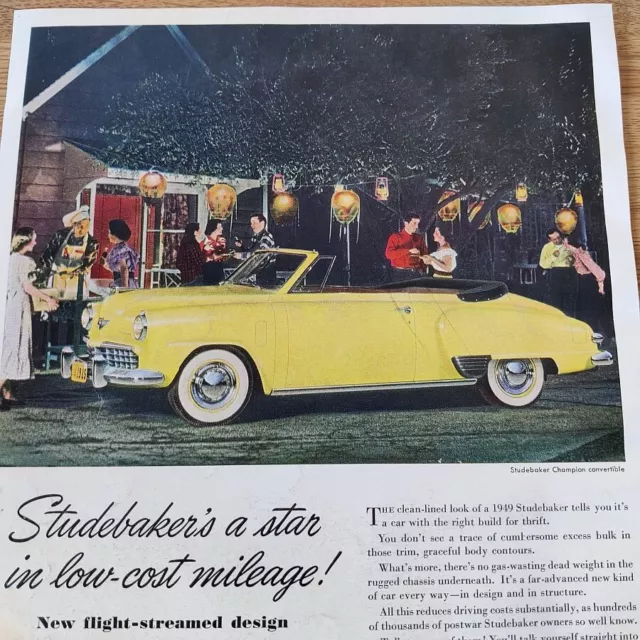 Studebaker Champion convertible
Studebaker's a star
in low-cost mileage!
New flight-streamed design
THE clean-lined look of a 1949 Studebaker tells you it's
a car with the right build for thrift.
You don't see a trace of cumbersome excess bulk in
those trim, graceful body contours.
What's more, there's no gas-wasting dead weight in the
rugged chassis underneath. It's a far-advanced new kind
of car every way—in design and in structure.
All this reduces driving costs substantially, as hundreds
of thousands of postwar Studebaker owners so well know.